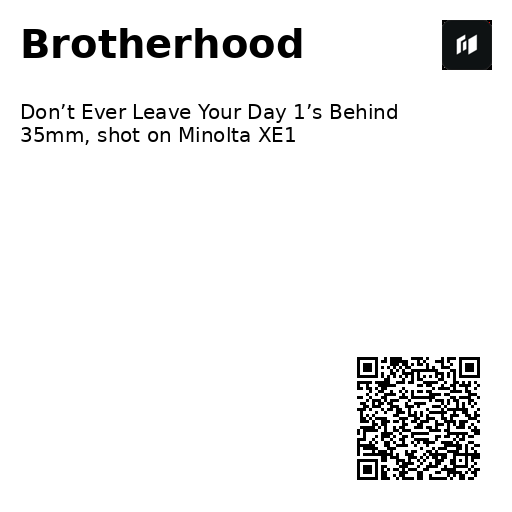 Brotherhood
Don’t Ever Leave Your Day 1’s Behind
35mm, shot on Minolta XE1